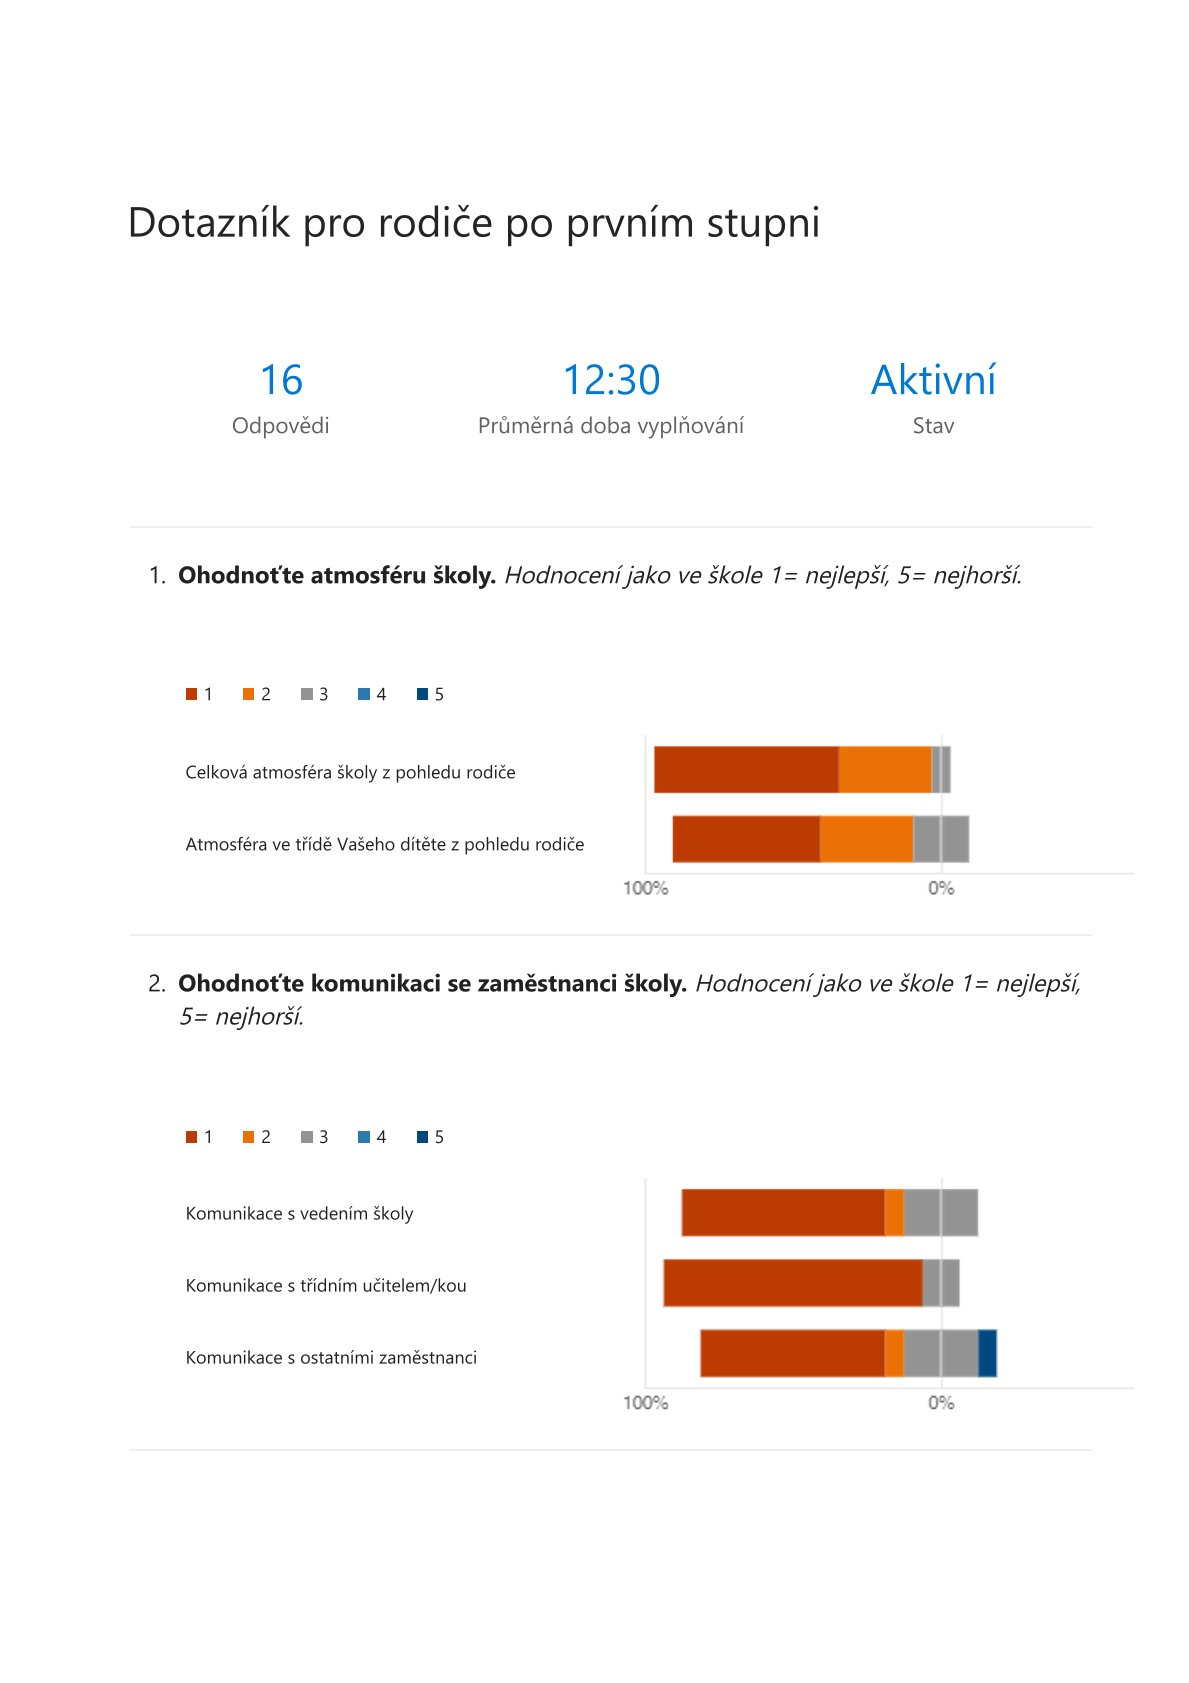 Dotazník pro rodiče po prvním stupni
16 12:30 Aktivní
Odpovědi Průměrná doba vyplňování Stav
1. Ohodnoťte atmosféru školy. Hodnocení jako ve škole 1= nejlepší, 5= nejhorší.
1 2 3 4 5
Celková atmosféra školy z pohledu rodiče
Atmosféra ve třídě Vašeho dítěte z pohledu rodiče
100% 0%
2. Ohodnoťte komunikaci se zaměstnanci školy. Hodnocení jako ve škole 1= nejlepší,
5= nejhorší.
1 2 3 4 5
Komunikace s vedením školy
Komunikace s třídním učitelem/kou
Komunikace s ostatními zaměstnanci
100% 0%